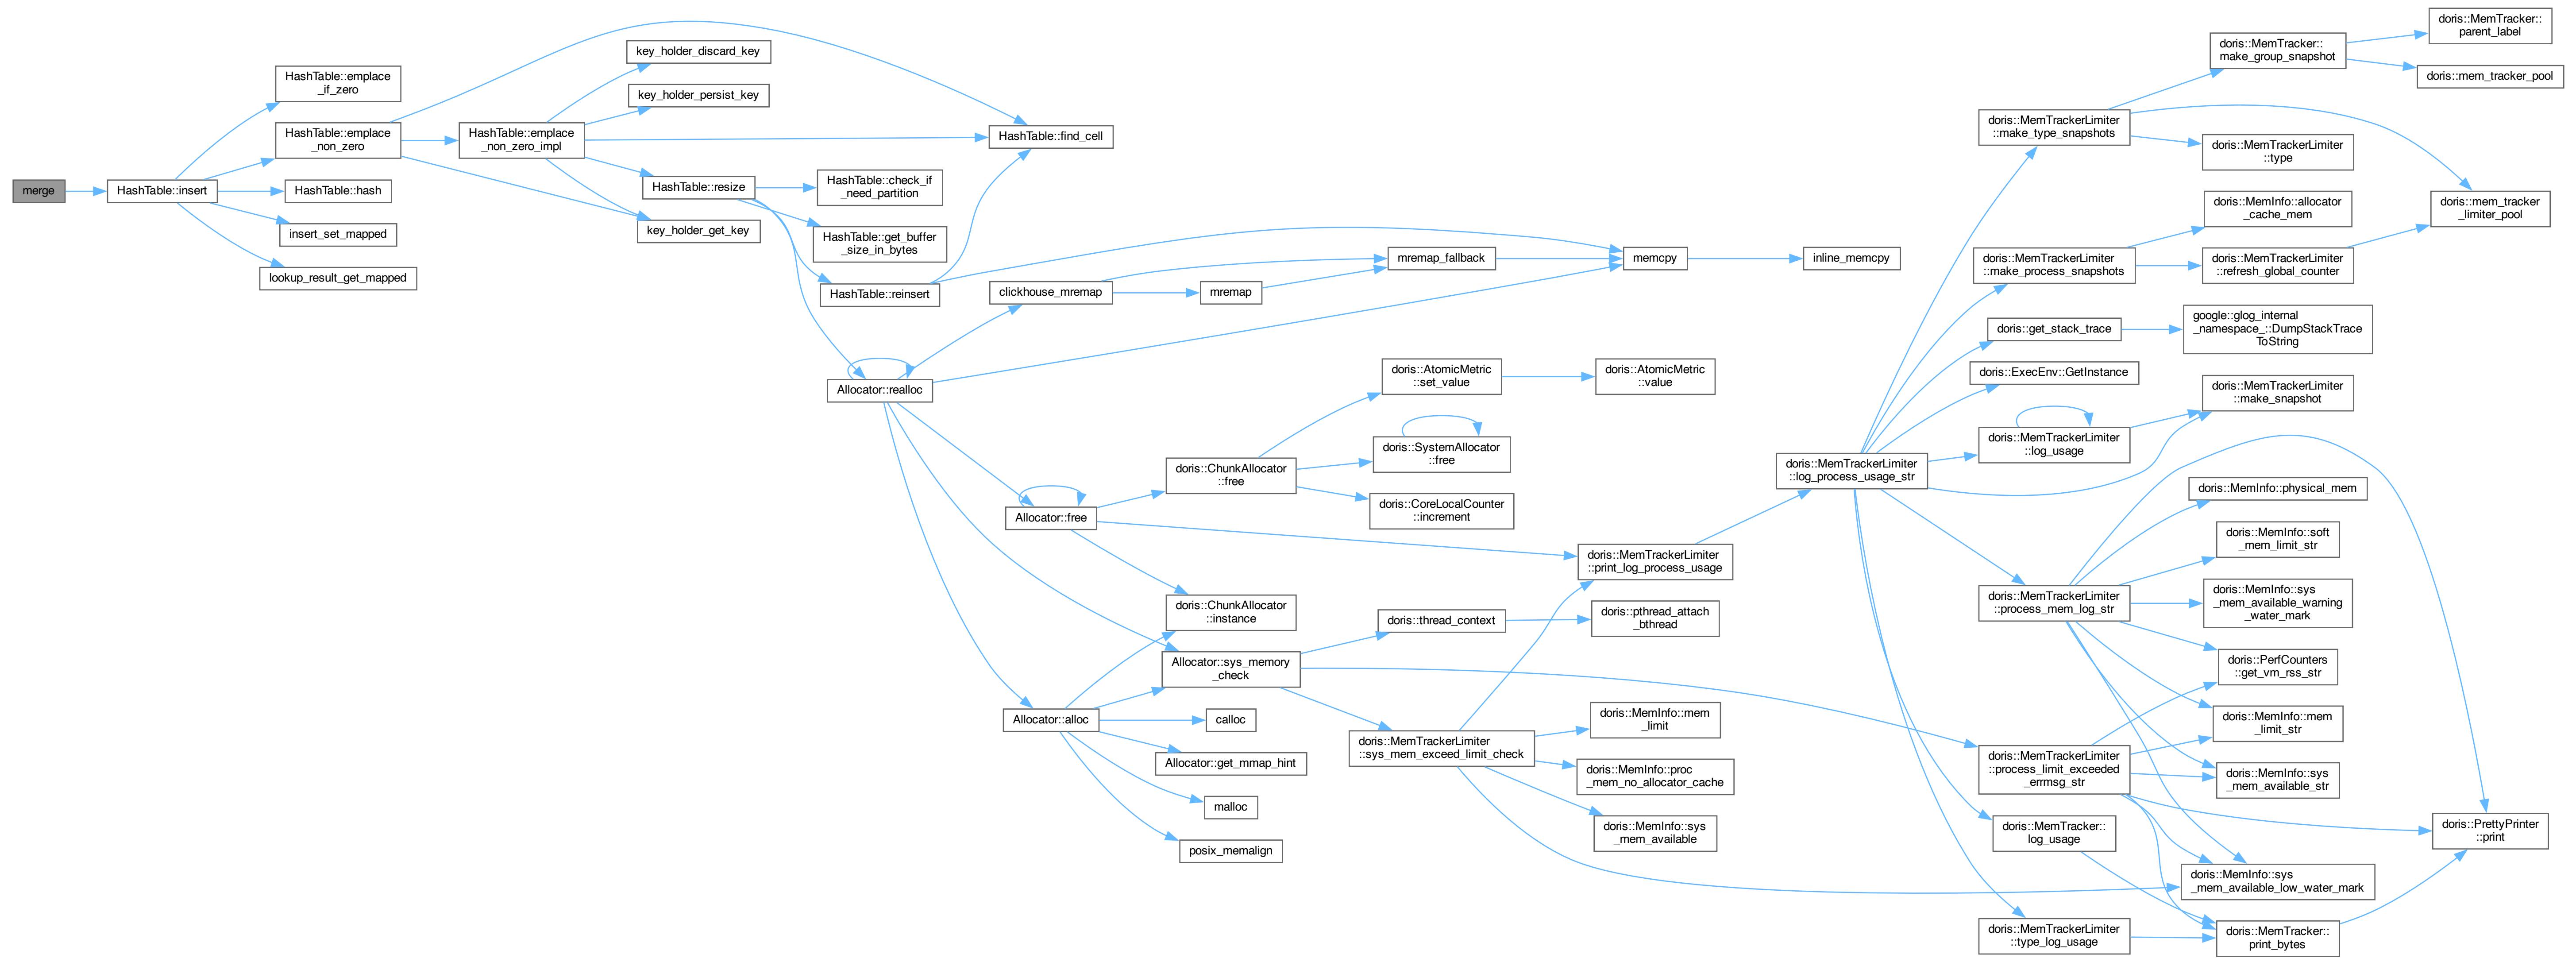 merge
HashTable::insert
HashTable::emplace
_if_zero
HashTable::emplace
_non_zero
HashTable::hash
insert_set_mapped
lookup_result_get_mapped
HashTable::emplace
_non_zero_impl
key_holder_discard_key
key_holder_persist_key
HashTable::resize
key_holder_get_key
HashTable::check_if
_need_partition
HashTable::get_buffer
_size_in_bytes
HashTable::reinsert
Allocator::realloc
HashTable::find_cell
clickhouse_mremap
mremap
mremap_fallback
memcpy
inline_memcpy
Allocator::free
Allocator::alloc
doris::ChunkAllocator
::free
doris::ChunkAllocator
::instance
Allocator::sys_memory
_check
calloc
Allocator::get_mmap_hint
malloc
posix_memalign
doris::AtomicMetric
::set_value
doris::AtomicMetric
::value
doris::SystemAllocator
::free
doris::CoreLocalCounter
::increment
doris::MemTrackerLimiter
::print_log_process_usage
doris::thread_context
doris::pthread_attach
_bthread
doris::MemTrackerLimiter
::sys_mem_exceed_limit_check
doris::MemInfo::mem
_limit
doris::MemInfo::proc
_mem_no_allocator_cache
doris::MemInfo::sys
_mem_available
doris::MemTrackerLimiter
::log_process_usage_str
doris::MemTrackerLimiter
::make_type_snapshots
doris::MemTrackerLimiter
::make_process_snapshots
doris::get_stack_trace
doris::ExecEnv::GetInstance
doris::MemTrackerLimiter
::log_usage
doris::MemTrackerLimiter
::process_mem_log_str
doris::MemTrackerLimiter
::process_limit_exceeded
_errmsg_str
doris::MemTracker::
log_usage
doris::MemTrackerLimiter
::type_log_usage
doris::MemTracker::
make_group_snapshot
doris::MemTrackerLimiter
::type
doris::MemInfo::allocator
_cache_mem
doris::MemTrackerLimiter
::refresh_global_counter
google::glog_internal
_namespace_::DumpStackTrace
ToString
doris::MemTrackerLimiter
::make_snapshot
doris::MemInfo::physical_mem
doris::MemInfo::soft
_mem_limit_str
doris::MemInfo::sys
_mem_available_warning
_water_mark
doris::PerfCounters
::get_vm_rss_str
doris::MemInfo::mem
_limit_str
doris::MemInfo::sys
_mem_available_str
doris::MemInfo::sys
_mem_available_low_water_mark
doris::MemTracker::
print_bytes
doris::MemTracker::
parent_label
doris::mem_tracker_pool
doris::mem_tracker
_limiter_pool
doris::PrettyPrinter
::print